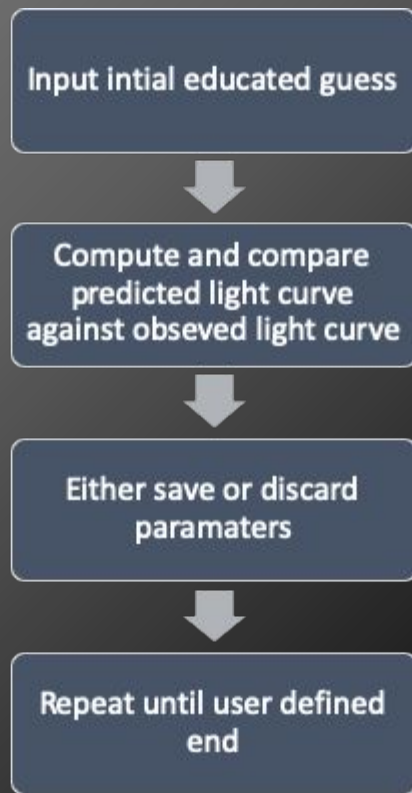 Input intial educated guess
Compute and compare
predicted light curve
against obseved light curve
Either save or discard
paramaters
Repeat until user defined
end